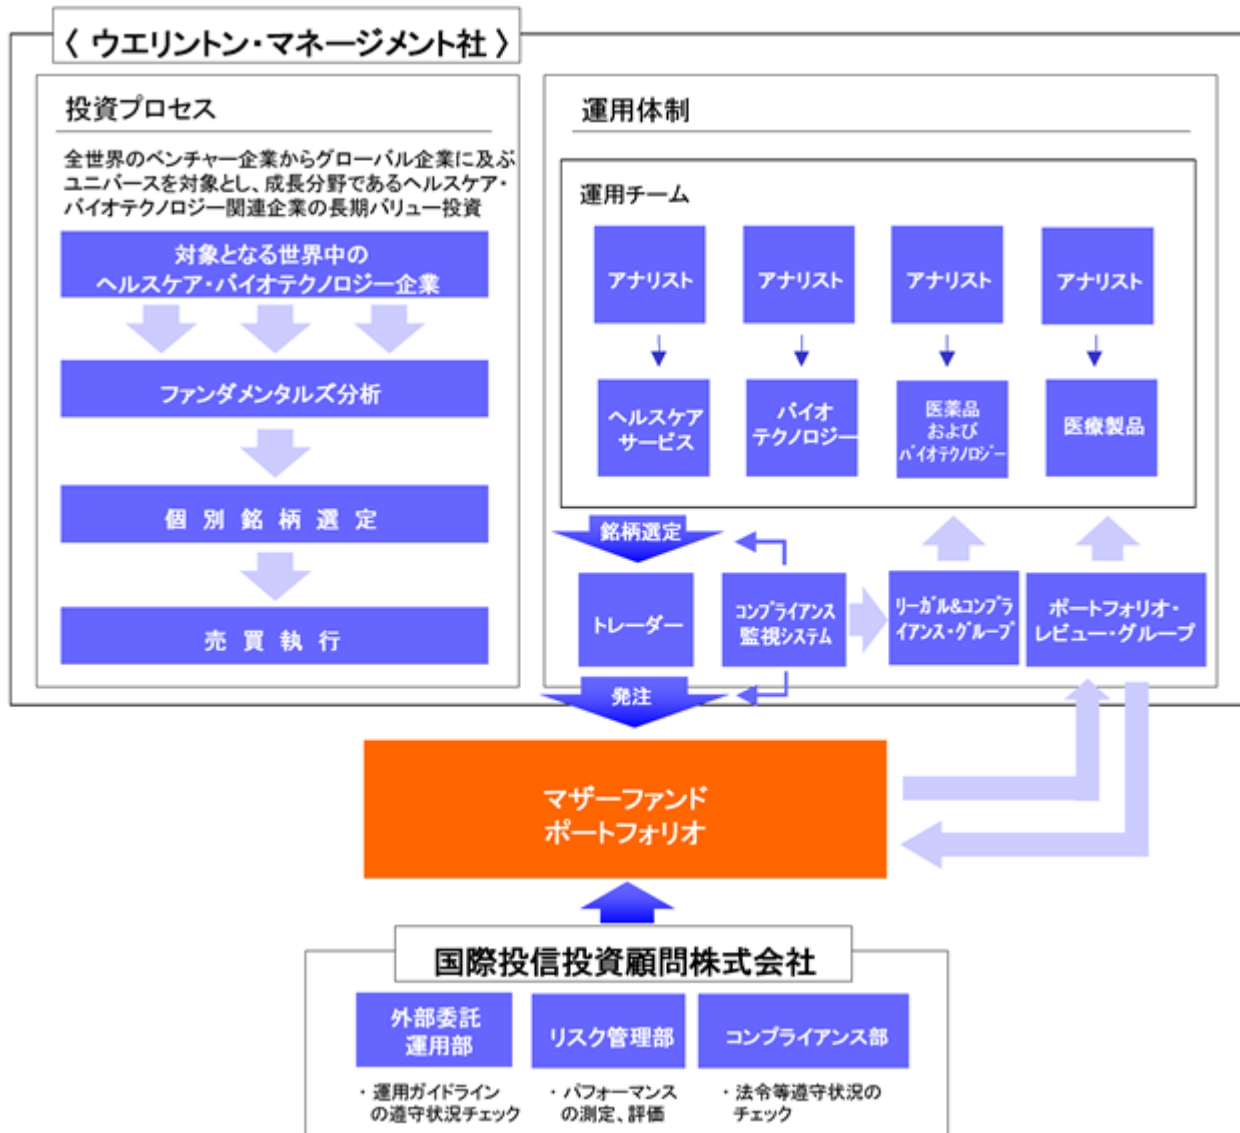 〈 ウエリントン・マネージメント社 〉
投資プロセス
全世界のベンチャー企業からグローバル企業に及ぶ
ユニバースを対象とし、成長分野であるヘルスケア・
バイオテクノロジー関連企業の長期バリュー投資
対象となる世界中の
ヘルスケア・バイオテクノロジー企業
ファンダメンタルズ分析
個 別 銘 柄 選 定
売 買 執 行
運用体制
運用チーム
アナリスト
アナリスト
アナリスト
アナリスト
ヘルスケア
サービス
バイオ
テクノロジー
医薬品
および
バイオテクノロジー
医療製品
銘柄選定
トレーダー
コンプライアンス
監視システム
リーガル&コンプラ
イアンス・グループ
ポートフォリオ・
レビュー・グループ
発注
マザーファンド
ポートフォリオ
国際投信投資顧問株式会社
外部委託
運用部
リスク管理部
コンプライアンス部
・ 運用ガイドライン
の遵守状況チェック
・ パフォーマンス
の測定、評価
・ 法令等遵守状況の
チェック